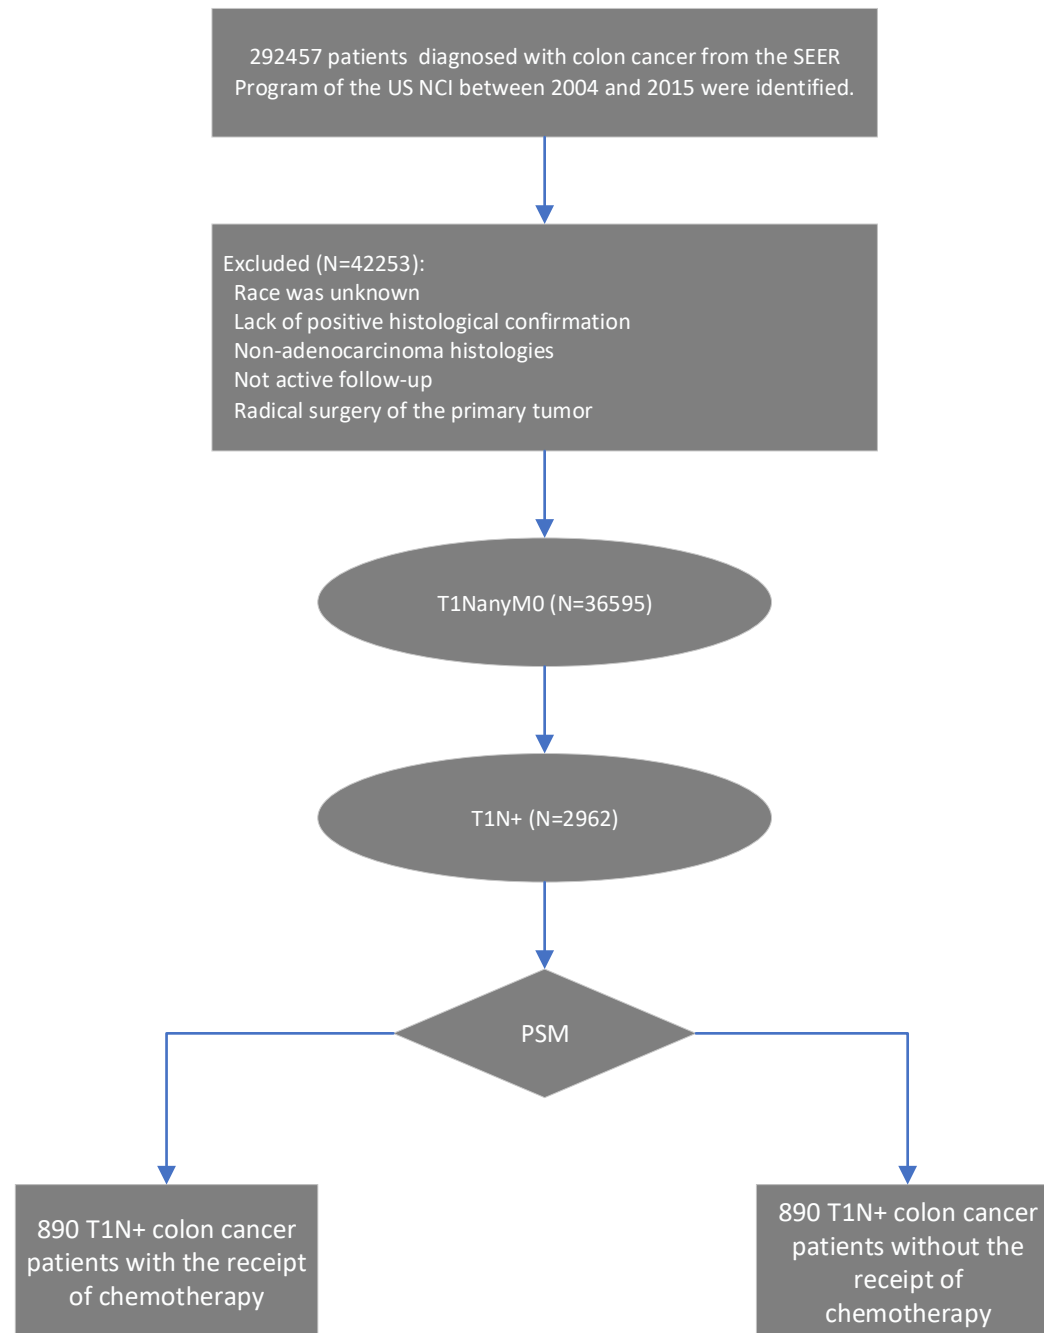 292457 patients  diagnosed with colon cancer from the SEER
Program of the US NCI between 2004 and 2015 were identified.
Excluded (N=42253):
Race was unknown
Lack of positive histological confirmation
Non-adenocarcinoma histologies
Not active follow-up
Radical surgery of the primary tumor
T1NanyM0 (N=36595)
T1N+ (N=2962)
PSM
890 T1N+ colon cancer
patients with the receipt
of chemotherapy
890 T1N+ colon cancer
patients without the
receipt of
chemotherapy